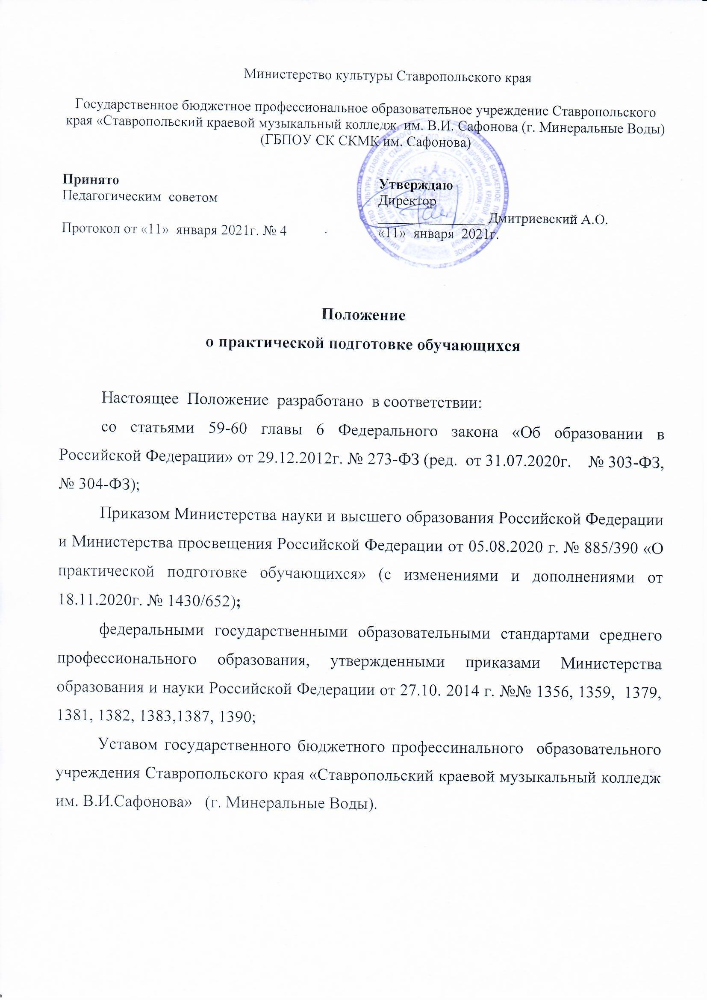 Министерство культуры Ставропольского края
Государственное бюджетное профессиональное образовательное учреждение Ставропольского
края «Ставропольский краевой музыкальный колледж им. В.И. Сафонова (г. Минеральные Воды)
(ГБПОУ СК СКМК им. Сафонова)
Принято
Педагогическим советом
Протокол от «11» января 2021г. № 4
Утверждаю
Директор
_______________ Дмитриевский А.О.
«11» января 2021г.
Положение
о практической подготовке обучающихся
Настоящее Положение разработано в соответствии:
со статьями 59-60 главы 6 Федерального закона «Об образовании в
Российской Федерации» от 29.12.2012г. № 273-ФЗ (ред. от 31.07.2020г. № 303-ФЗ,
№ 304-ФЗ);
Приказом Министерства науки и высшего образования Российской Федерации
и Министерства просвещения Российской Федерации от 05.08.2020 г. № 885/390 «О
практической подготовке обучающихся» (с изменениями и дополнениями от
18.11.2020г. № 1430/652);
федеральными государственными образовательными стандартами среднего
профессионального образования, утвержденными приказами Министерства
образования и науки Российской Федерации от 27.10. 2014 г. №№ 1356, 1359, 1379,
1381, 1382, 1383,1387, 1390;
Уставом государственного бюджетного профессинального образовательного
учреждения Ставропольского края «Ставропольский краевой музыкальный колледж
им. В.И.Сафонова» (г. Минеральные Воды).